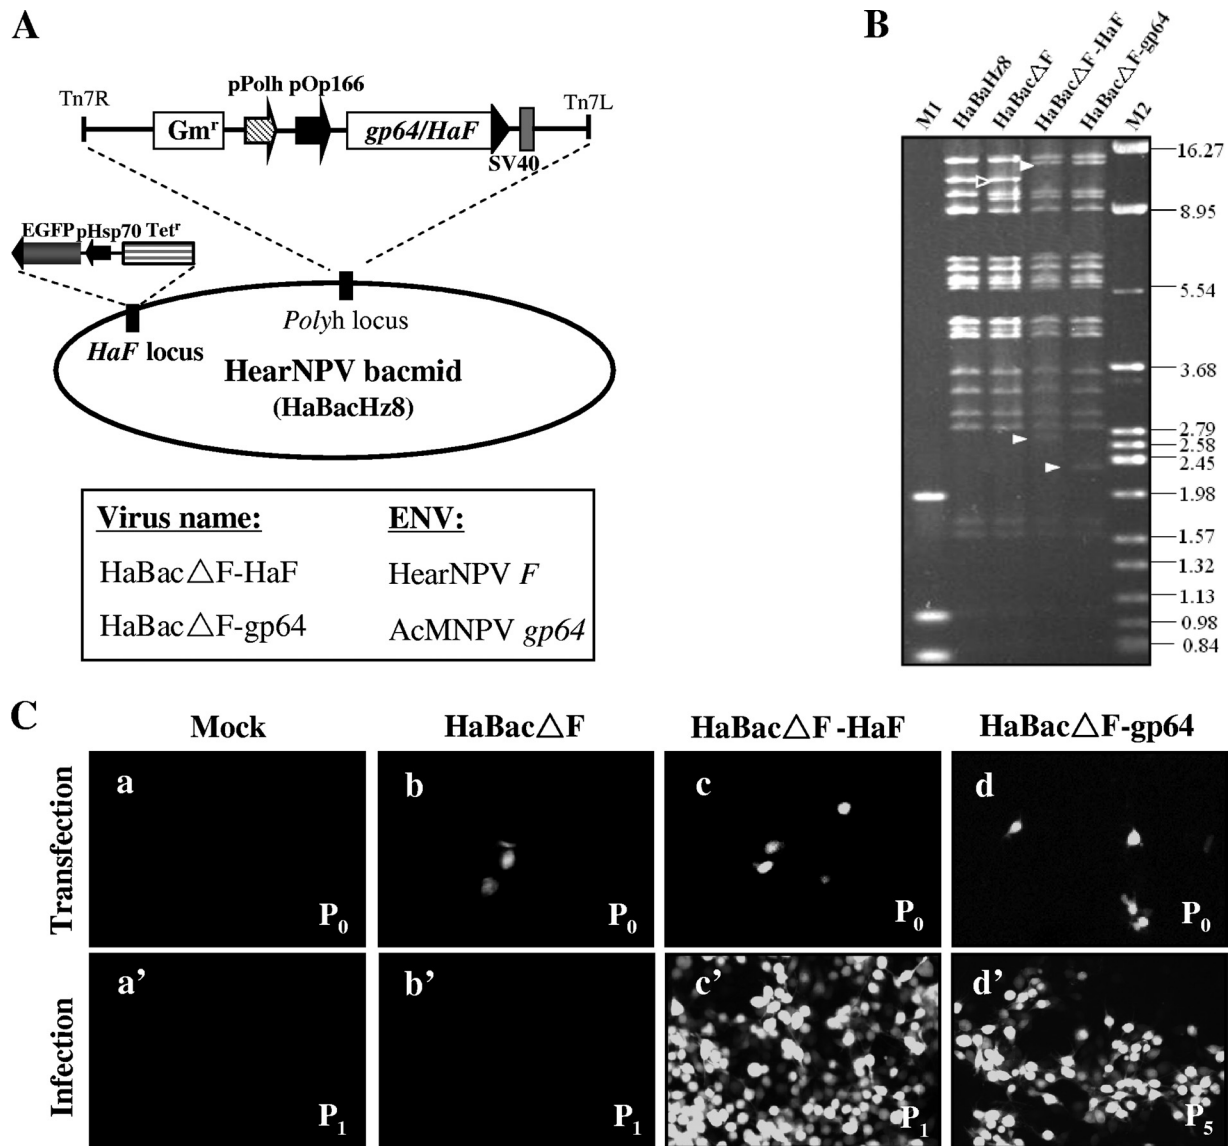 A
pPolh pOp166
Tn7R
Tn7L
Gmʳ
gp64/HaF
SV40
EGFP pHsp70 Tetʳ
Polyh locus
HaF locus
HearNPV bacmid
(HaBacHz8)
Virus name: ENV:
HaBac△F-HaF HearNPV F
HaBac△F-gp64 AcMNPV gp64
B
M1
HaBaHz8
HaBac△F
HaBac△F-HaF
HaBac△F-gp64
M2
16.27
8.95
5.54
3.68
2.79
2.58
2.45
1.98
1.57
1.32
1.13
0.98
0.84
C
Mock HaBac△F HaBac△F -HaF HaBac△F-gp64
Transfection
a P₀
b P₀
c P₀
d P₀
Infection
a’ P₁
b’ P₁
c’ P₁
d’ P₅